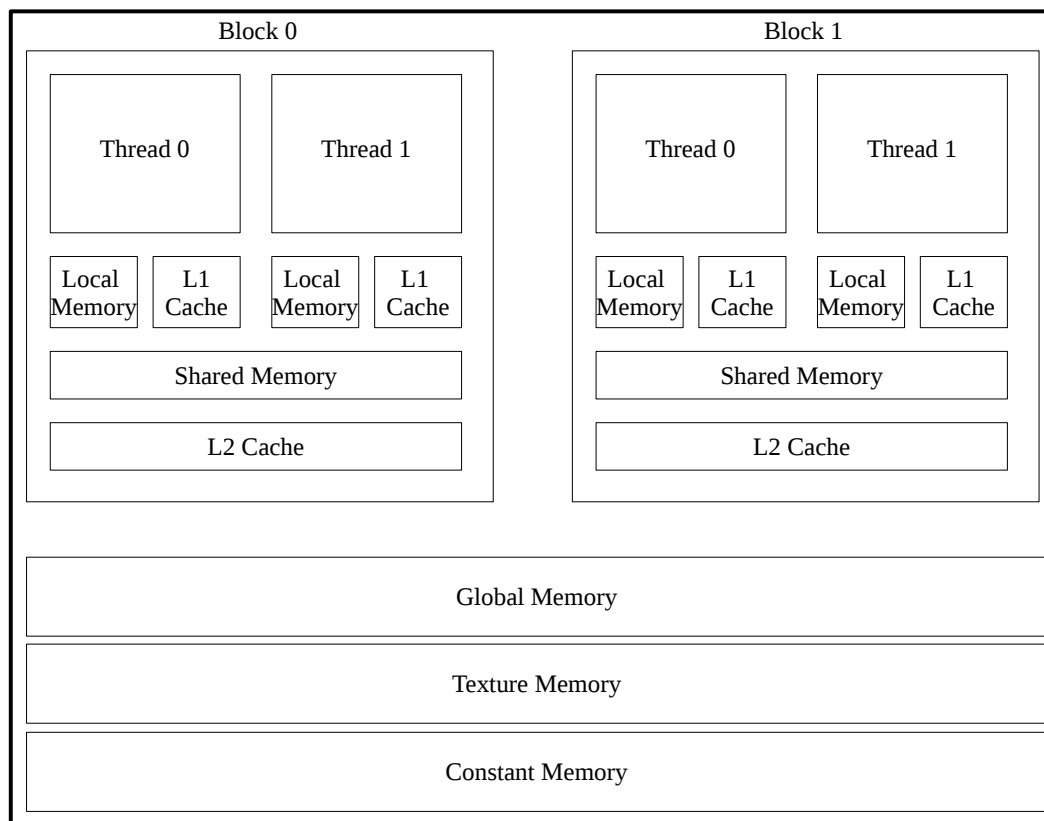 Block 0
Block 1
Thread 0
Thread 1
Thread 0
Thread 1
Local
Memory
L1
Cache
Local
Memory
L1
Cache
Local
Memory
L1
Cache
Local
Memory
L1
Cache
Shared Memory
Shared Memory
L2 Cache
L2 Cache
Global Memory
Texture Memory
Constant Memory